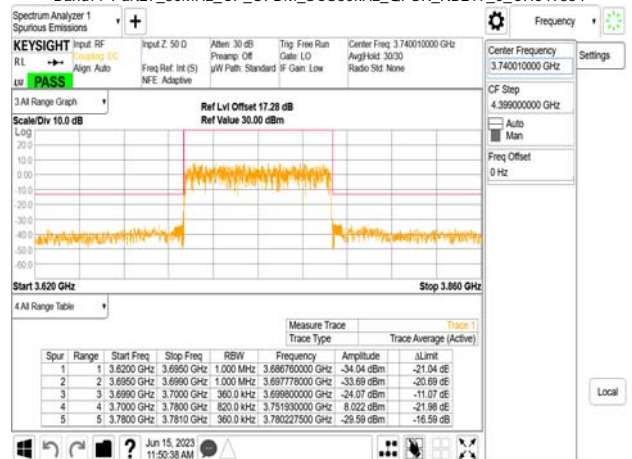 Spectrum Analyzer 1
Spurious Emissions
Frequency
Settings
KEYSIGHT
Input: RF
Coupling: DC
Align: Auto
RL
PASS
Input Z: 50 Ω
Freq Ref: Int (S)
NFE: Adaptive
Atten: 30 dB
Preamp: Off
µW Path: Standard
Trig: Free Run
Gate: LO
IF Gain: Low
Center Freq: 3.740010000 GHz
Avg|Hold: 30/30
Radio Std: None
Center Frequency
3.740010000 GHz
CF Step
4.399000000 GHz
Auto
Man
Freq Offset
0 Hz
3 All Range Graph
Scale/Div 10.0 dB
Ref Lvl Offset 17.28 dB
Ref Value 30.00 dBm
Log
20.0
10.0
0.00
-10.0
-20.0
-30.0
-40.0
-50.0
-60.0
Start 3.620 GHz
Stop 3.860 GHz
4 All Range Table
Measure Trace Trace 1
Trace Type Trace Average (Active)
Spur Range Start Freq Stop Freq RBW Frequency Amplitude ΔLimit
1 1 3.6200 GHz 3.6950 GHz 1.000 MHz 3.686760000 GHz -34.04 dBm -21.04 dB
2 2 3.6950 GHz 3.6990 GHz 1.000 MHz 3.697778000 GHz -33.69 dBm -20.69 dB
3 3 3.6990 GHz 3.7000 GHz 360.0 kHz 3.699800000 GHz -24.07 dBm -11.07 dB
4 4 3.7000 GHz 3.7800 GHz 820.0 kHz 3.751930000 GHz 8.022 dBm -21.98 dB
5 5 3.7800 GHz 3.7810 GHz 360.0 kHz 3.780227500 GHz -29.59 dBm -16.59 dB
Local
Jun 15, 2023
11:50:38 AM